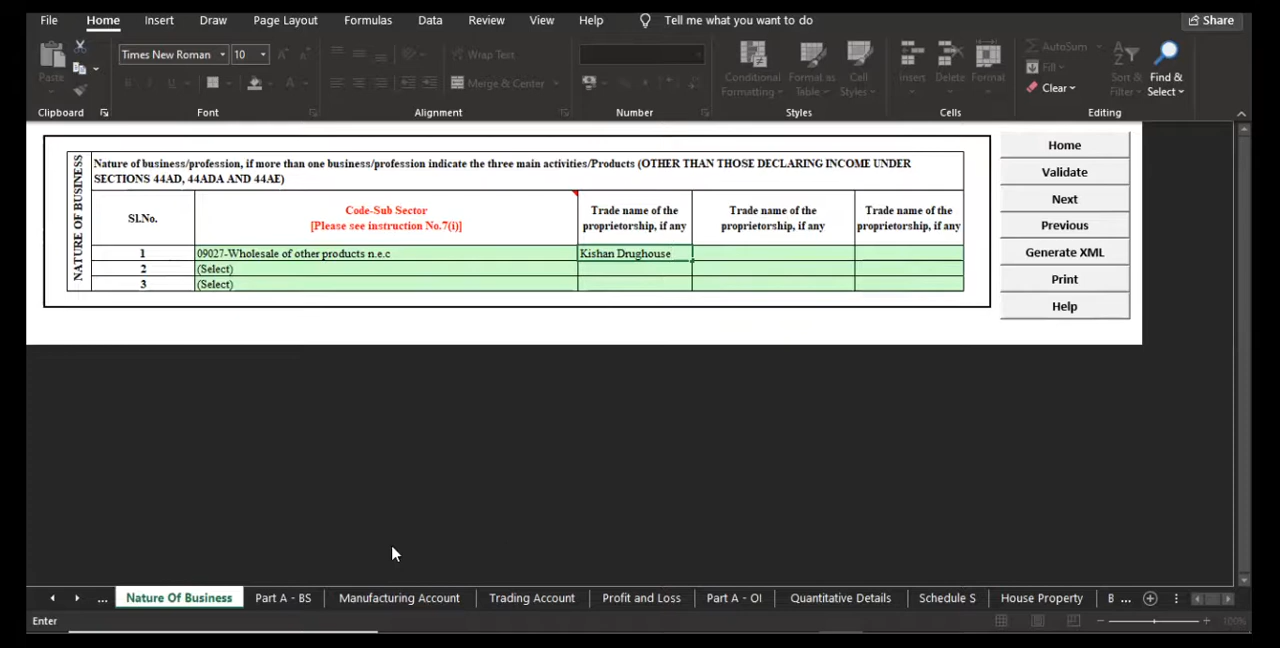 File Home Insert Draw Page Layout Formulas Data Review View Help Tell me what you want to do Share
Times New Roman 10 Wrap Text AutoSum
Paste Merge & Center Conditional Formatting Format as Table Cell Styles Insert Delete Format Fill Clear Sort & Filter Find & Select
Clipboard Font Alignment Number Styles Cells Editing
NATURE OF BUSINESS
Nature of business/profession, if more than one business/profession indicate the three main activities/Products (OTHER THAN THOSE DECLARING INCOME UNDER
SECTIONS 44AD, 44ADA AND 44AE)
Sl.No.
Code-Sub Sector
[Please see instruction No.7(i)]
Trade name of the
proprietorship, if any
Trade name of the
proprietorship, if any
Trade name of the
proprietorship, if any
1 09027-Wholesale of other products n.e.c Kishan Drughouse
2 (Select)
3 (Select)
Home
Validate
Next
Previous
Generate XML
Print
Help
... Nature Of Business Part A - BS Manufacturing Account Trading Account Profit and Loss Part A - OI Quantitative Details Schedule S House Property B ...
Enter 100%